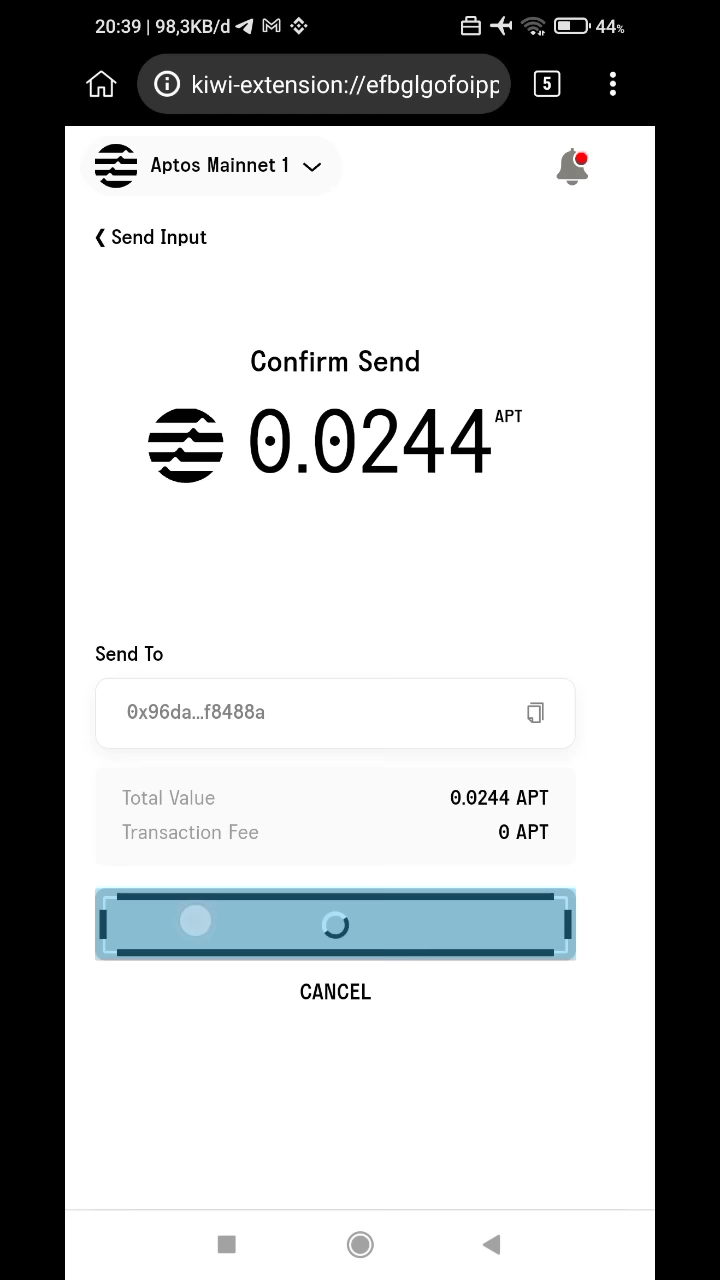 20:39 | 98,3KB/d 44%
kiwi-extension://efbglgofoipp
5
Aptos Mainnet 1
❮ Send Input
Confirm Send
0.0244 APT
Send To
0x96da...f8488a
Total Value 0.0244 APT
Transaction Fee 0 APT
CANCEL